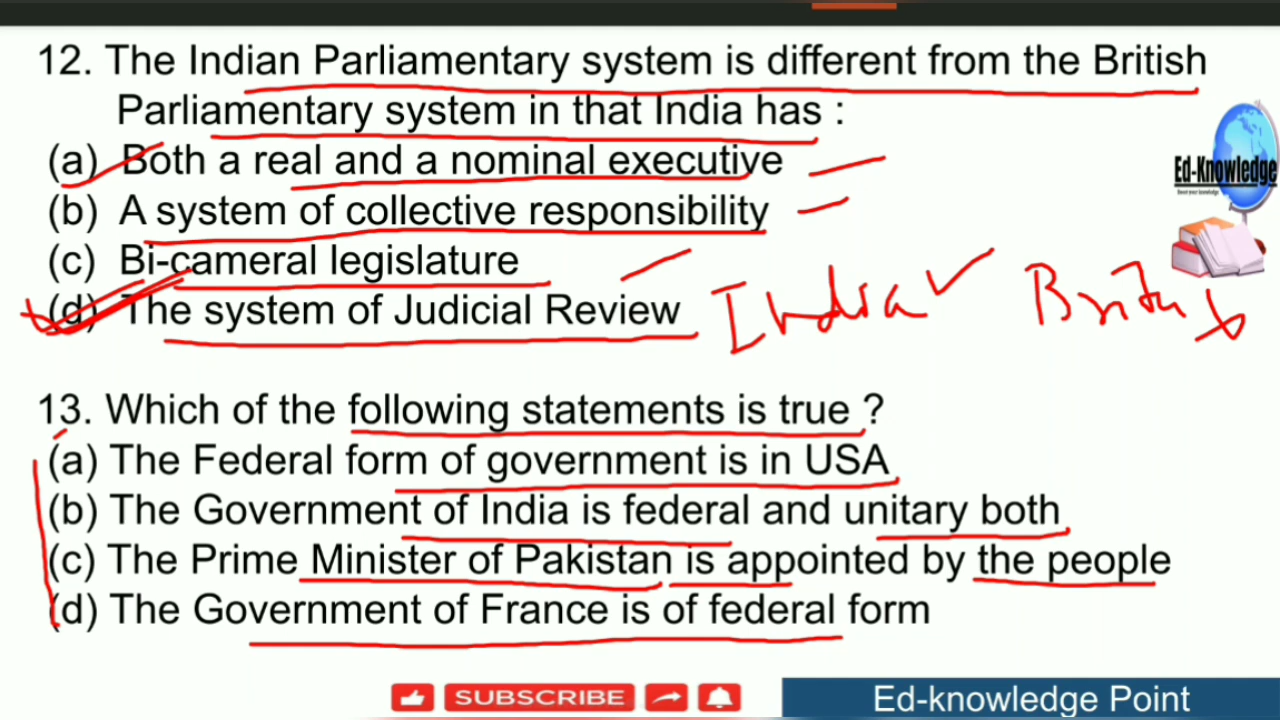 12. The Indian Parliamentary system is different from the British
Parliamentary system in that India has :
(a) Both a real and a nominal executive
(b) A system of collective responsibility
(c) Bi-cameral legislature
(d) The system of Judicial Review
India
Ed-Knowledge
13. Which of the following statements is true ?
(a) The Federal form of government is in USA
(b) The Government of India is federal and unitary both
(c) The Prime Minister of Pakistan is appointed by the people
(d) The Government of France is of federal form
SUBSCRIBE
Ed-knowledge Point